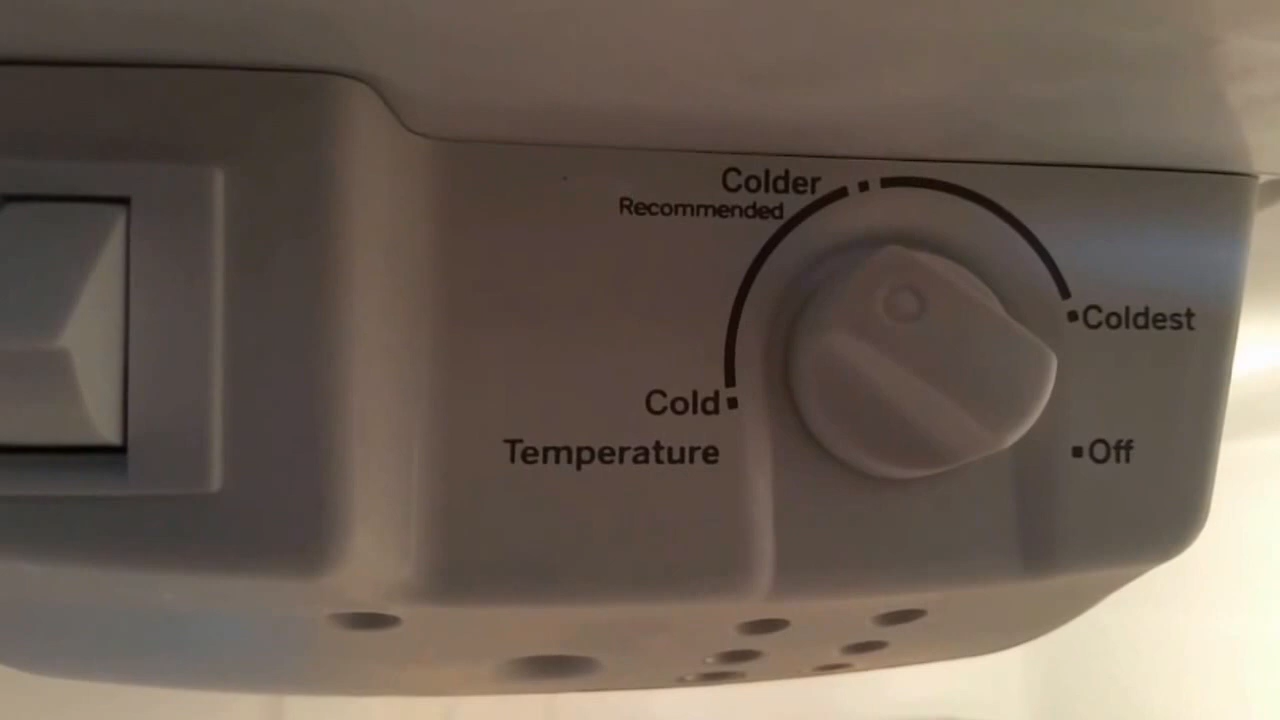 Colder
Recommended
Coldest
Cold
Temperature
Off